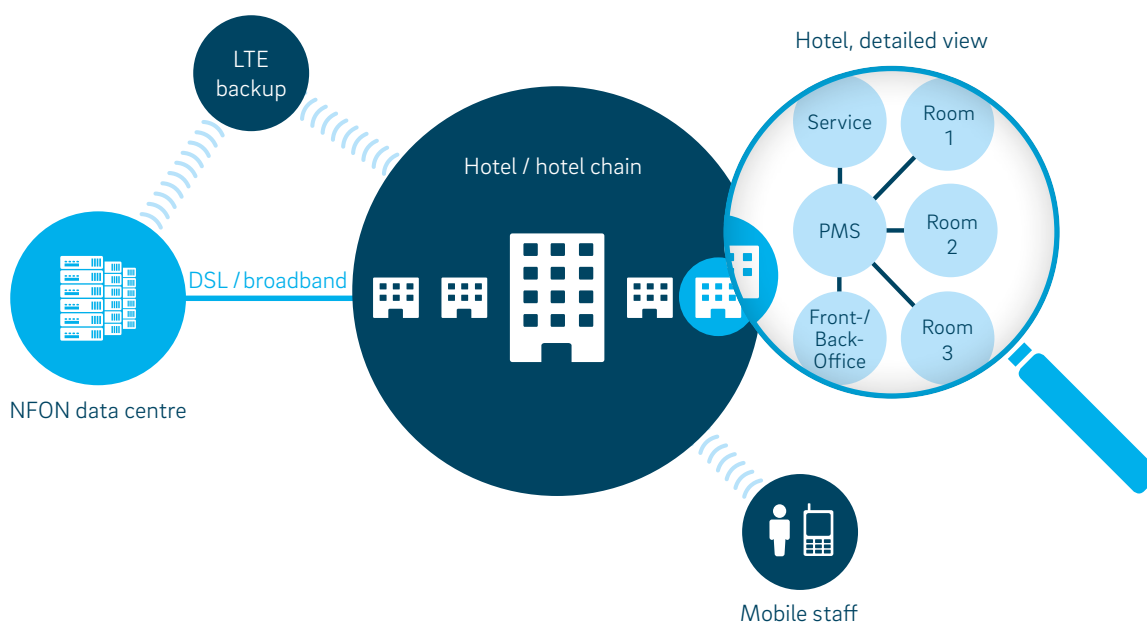 Hotel, detailed view
LTE
backup
Service
Room
1
Hotel / hotel chain
PMS
Room
2
DSL / broadband
Front-/
Back-
Office
Room
3
NFON data centre
Mobile staff